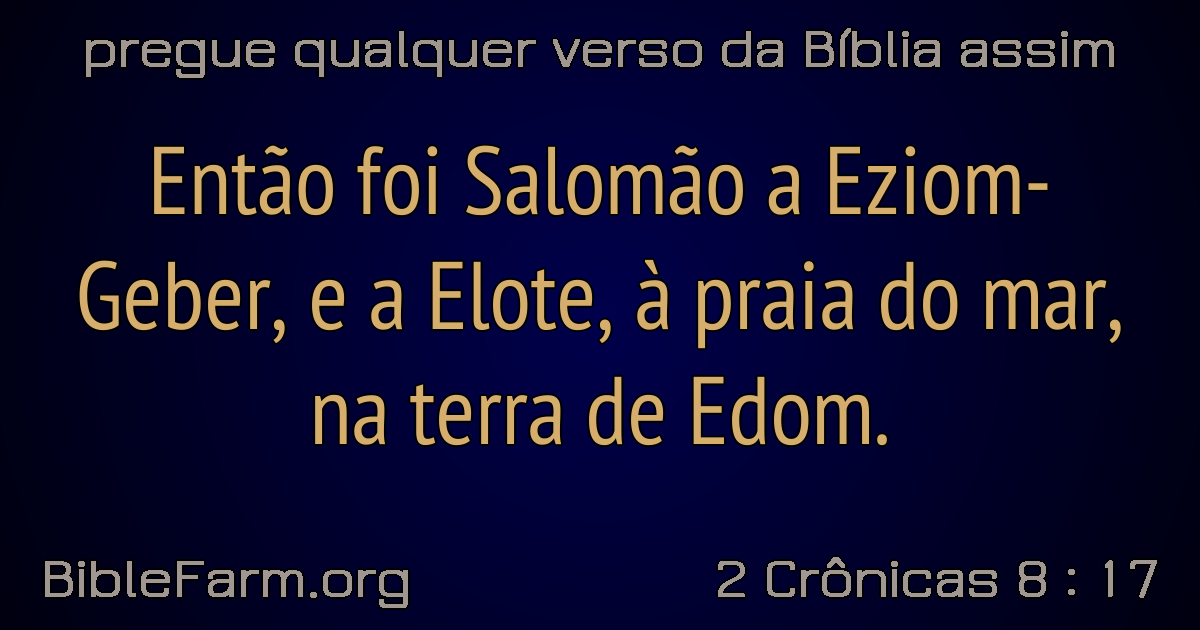 pregue qualquer verso da Bíblia assim
Então foi Salomão a Eziom-
Geber, e a Elote, à praia do mar,
na terra de Edom.
BibleFarm.org
2 Crônicas 8 : 17